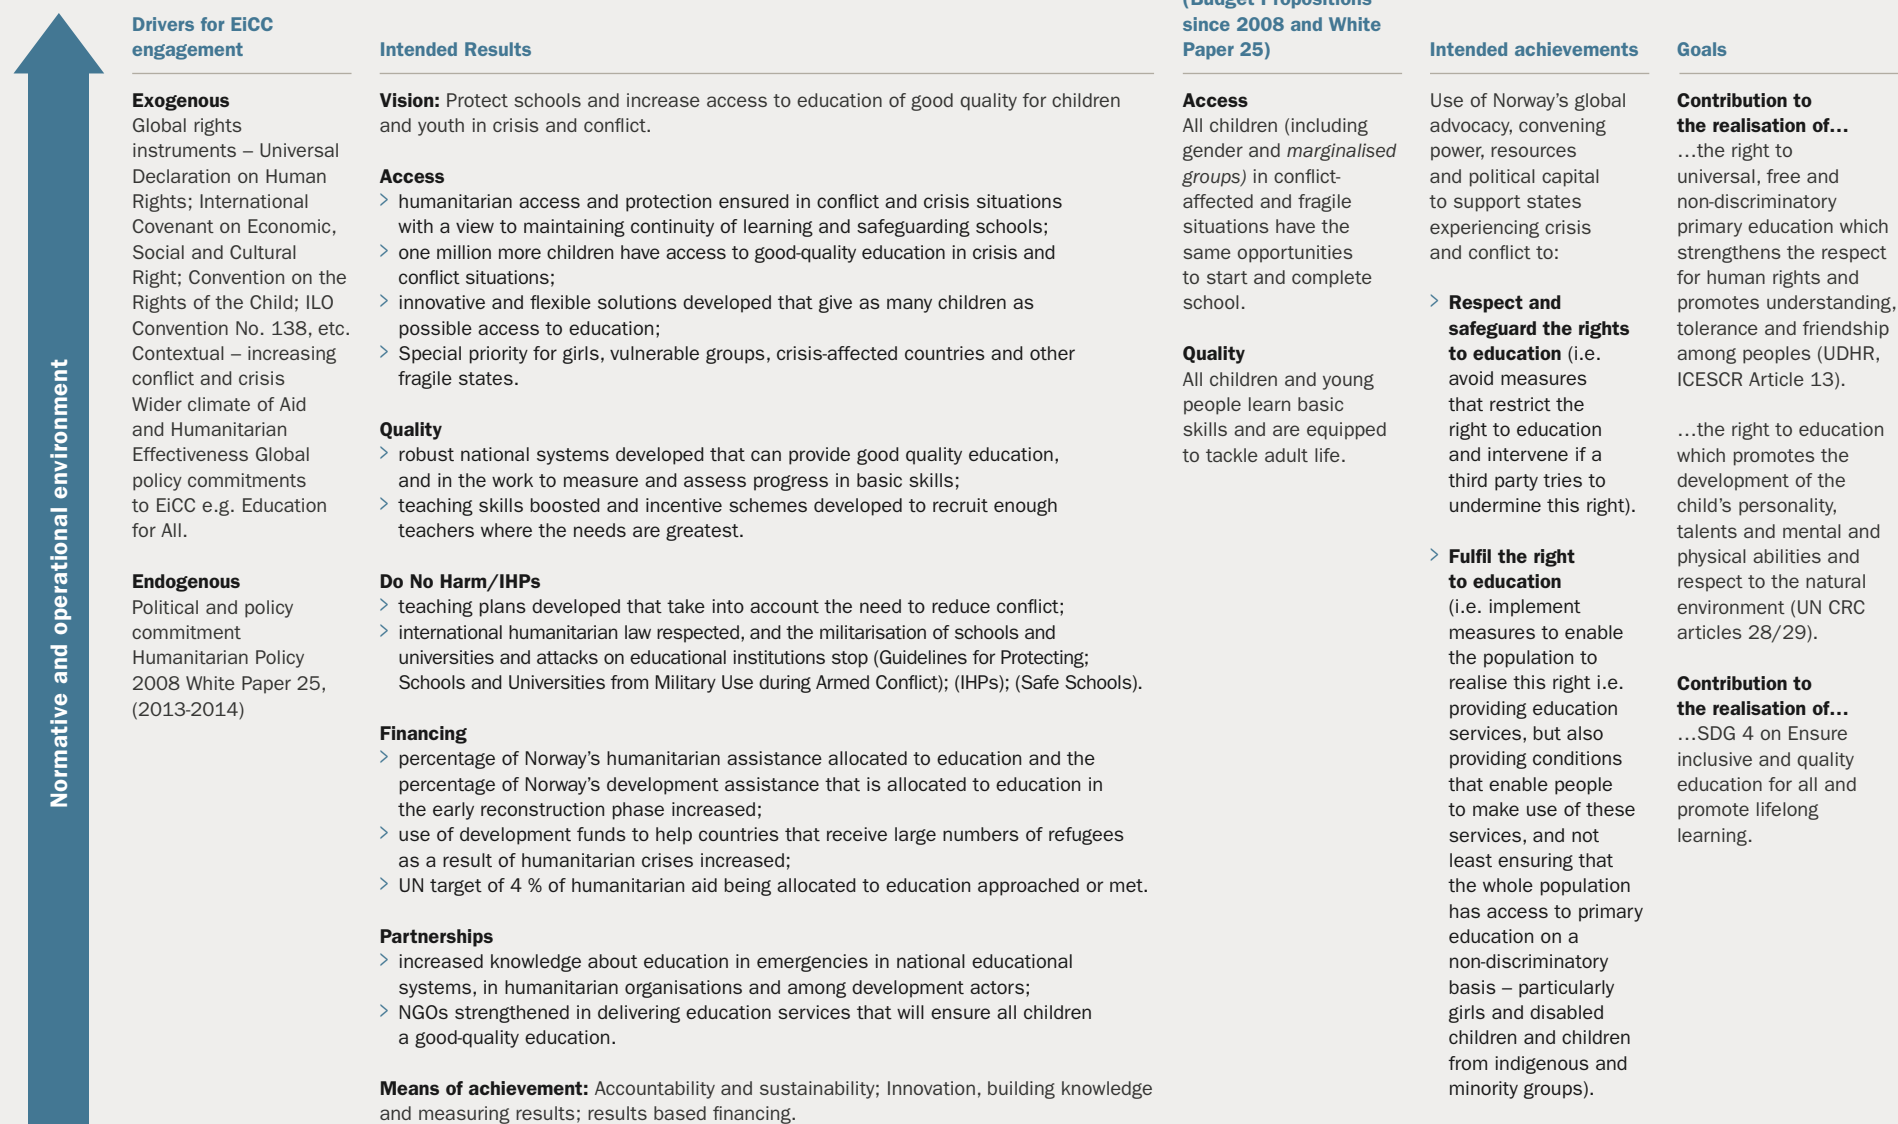 Normative and operational environment
Drivers for EiCC
engagement
Exogenous
Global rights
instruments – Universal
Declaration on Human
Rights; International
Covenant on Economic,
Social and Cultural
Right; Convention on the
Rights of the Child; ILO
Convention No. 138, etc.
Contextual – increasing
conflict and crisis
Wider climate of Aid
and Humanitarian
Effectiveness Global
policy commitments
to EiCC e.g. Education
for All.
Endogenous
Political and policy
commitment
Humanitarian Policy
2008 White Paper 25,
(2013-2014)
Intended Results
Vision: Protect schools and increase access to education of good quality for children
and youth in crisis and conflict.
Access
> humanitarian access and protection ensured in conflict and crisis situations
with a view to maintaining continuity of learning and safeguarding schools;
> one million more children have access to good-quality education in crisis and
conflict situations;
> innovative and flexible solutions developed that give as many children as
possible access to education;
> Special priority for girls, vulnerable groups, crisis-affected countries and other
fragile states.
Quality
> robust national systems developed that can provide good quality education,
and in the work to measure and assess progress in basic skills;
> teaching skills boosted and incentive schemes developed to recruit enough
teachers where the needs are greatest.
Do No Harm/IHPs
> teaching plans developed that take into account the need to reduce conflict;
> international humanitarian law respected, and the militarisation of schools and
universities and attacks on educational institutions stop (Guidelines for Protecting;
Schools and Universities from Military Use during Armed Conflict); (IHPs); (Safe Schools).
Financing
> percentage of Norway's humanitarian assistance allocated to education and the
percentage of Norway's development assistance that is allocated to education in
the early reconstruction phase increased;
> use of development funds to help countries that receive large numbers of refugees
as a result of humanitarian crises increased;
> UN target of 4 % of humanitarian aid being allocated to education approached or met.
Partnerships
> increased knowledge about education in emergencies in national educational
systems, in humanitarian organisations and among development actors;
> NGOs strengthened in delivering education services that will ensure all children
a good-quality education.
Means of achievement: Accountability and sustainability; Innovation, building knowledge
and measuring results; results based financing.
(Budget Propositions
since 2008 and White
Paper 25)
Access
All children (including
gender and marginalised
groups) in conflict-
affected and fragile
situations have the
same opportunities
to start and complete
school.
Quality
All children and young
people learn basic
skills and are equipped
to tackle adult life.
Intended achievements
Use of Norway's global
advocacy, convening
power, resources
and political capital
to support states
experiencing crisis
and conflict to:
> Respect and
safeguard the rights
to education (i.e.
avoid measures
that restrict the
right to education
and intervene if a
third party tries to
undermine this right).
> Fulfil the right
to education
(i.e. implement
measures to enable
the population to
realise this right i.e.
providing education
services, but also
providing conditions
that enable people
to make use of these
services, and not
least ensuring that
the whole population
has access to primary
education on a
non-discriminatory
basis – particularly
girls and disabled
children and children
from indigenous and
minority groups).
Goals
Contribution to
the realisation of…
…the right to
universal, free and
non-discriminatory
primary education which
strengthens the respect
for human rights and
promotes understanding,
tolerance and friendship
among peoples (UDHR,
ICESCR Article 13).
…the right to education
which promotes the
development of the
child's personality,
talents and mental and
physical abilities and
respect to the natural
environment (UN CRC
articles 28/29).
Contribution to
the realisation of…
…SDG 4 on Ensure
inclusive and quality
education for all and
promote lifelong
learning.